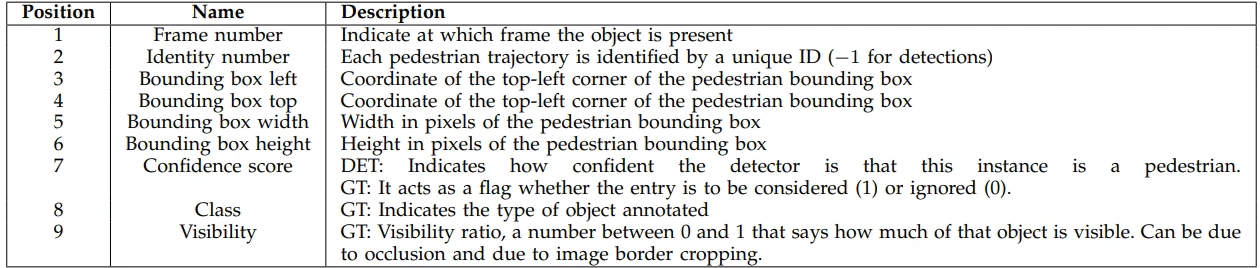 Position Name Description
1 Frame number Indicate at which frame the object is present
2 Identity number Each pedestrian trajectory is identified by a unique ID (−1 for detections)
3 Bounding box left Coordinate of the top-left corner of the pedestrian bounding box
4 Bounding box top Coordinate of the top-left corner of the pedestrian bounding box
5 Bounding box width Width in pixels of the pedestrian bounding box
6 Bounding box height Height in pixels of the pedestrian bounding box
7 Confidence score DET: Indicates how confident the detector is that this instance is a pedestrian.
GT: It acts as a flag whether the entry is to be considered (1) or ignored (0).
8 Class GT: Indicates the type of object annotated
9 Visibility GT: Visibility ratio, a number between 0 and 1 that says how much of that object is visible. Can be due
to occlusion and due to image border cropping.